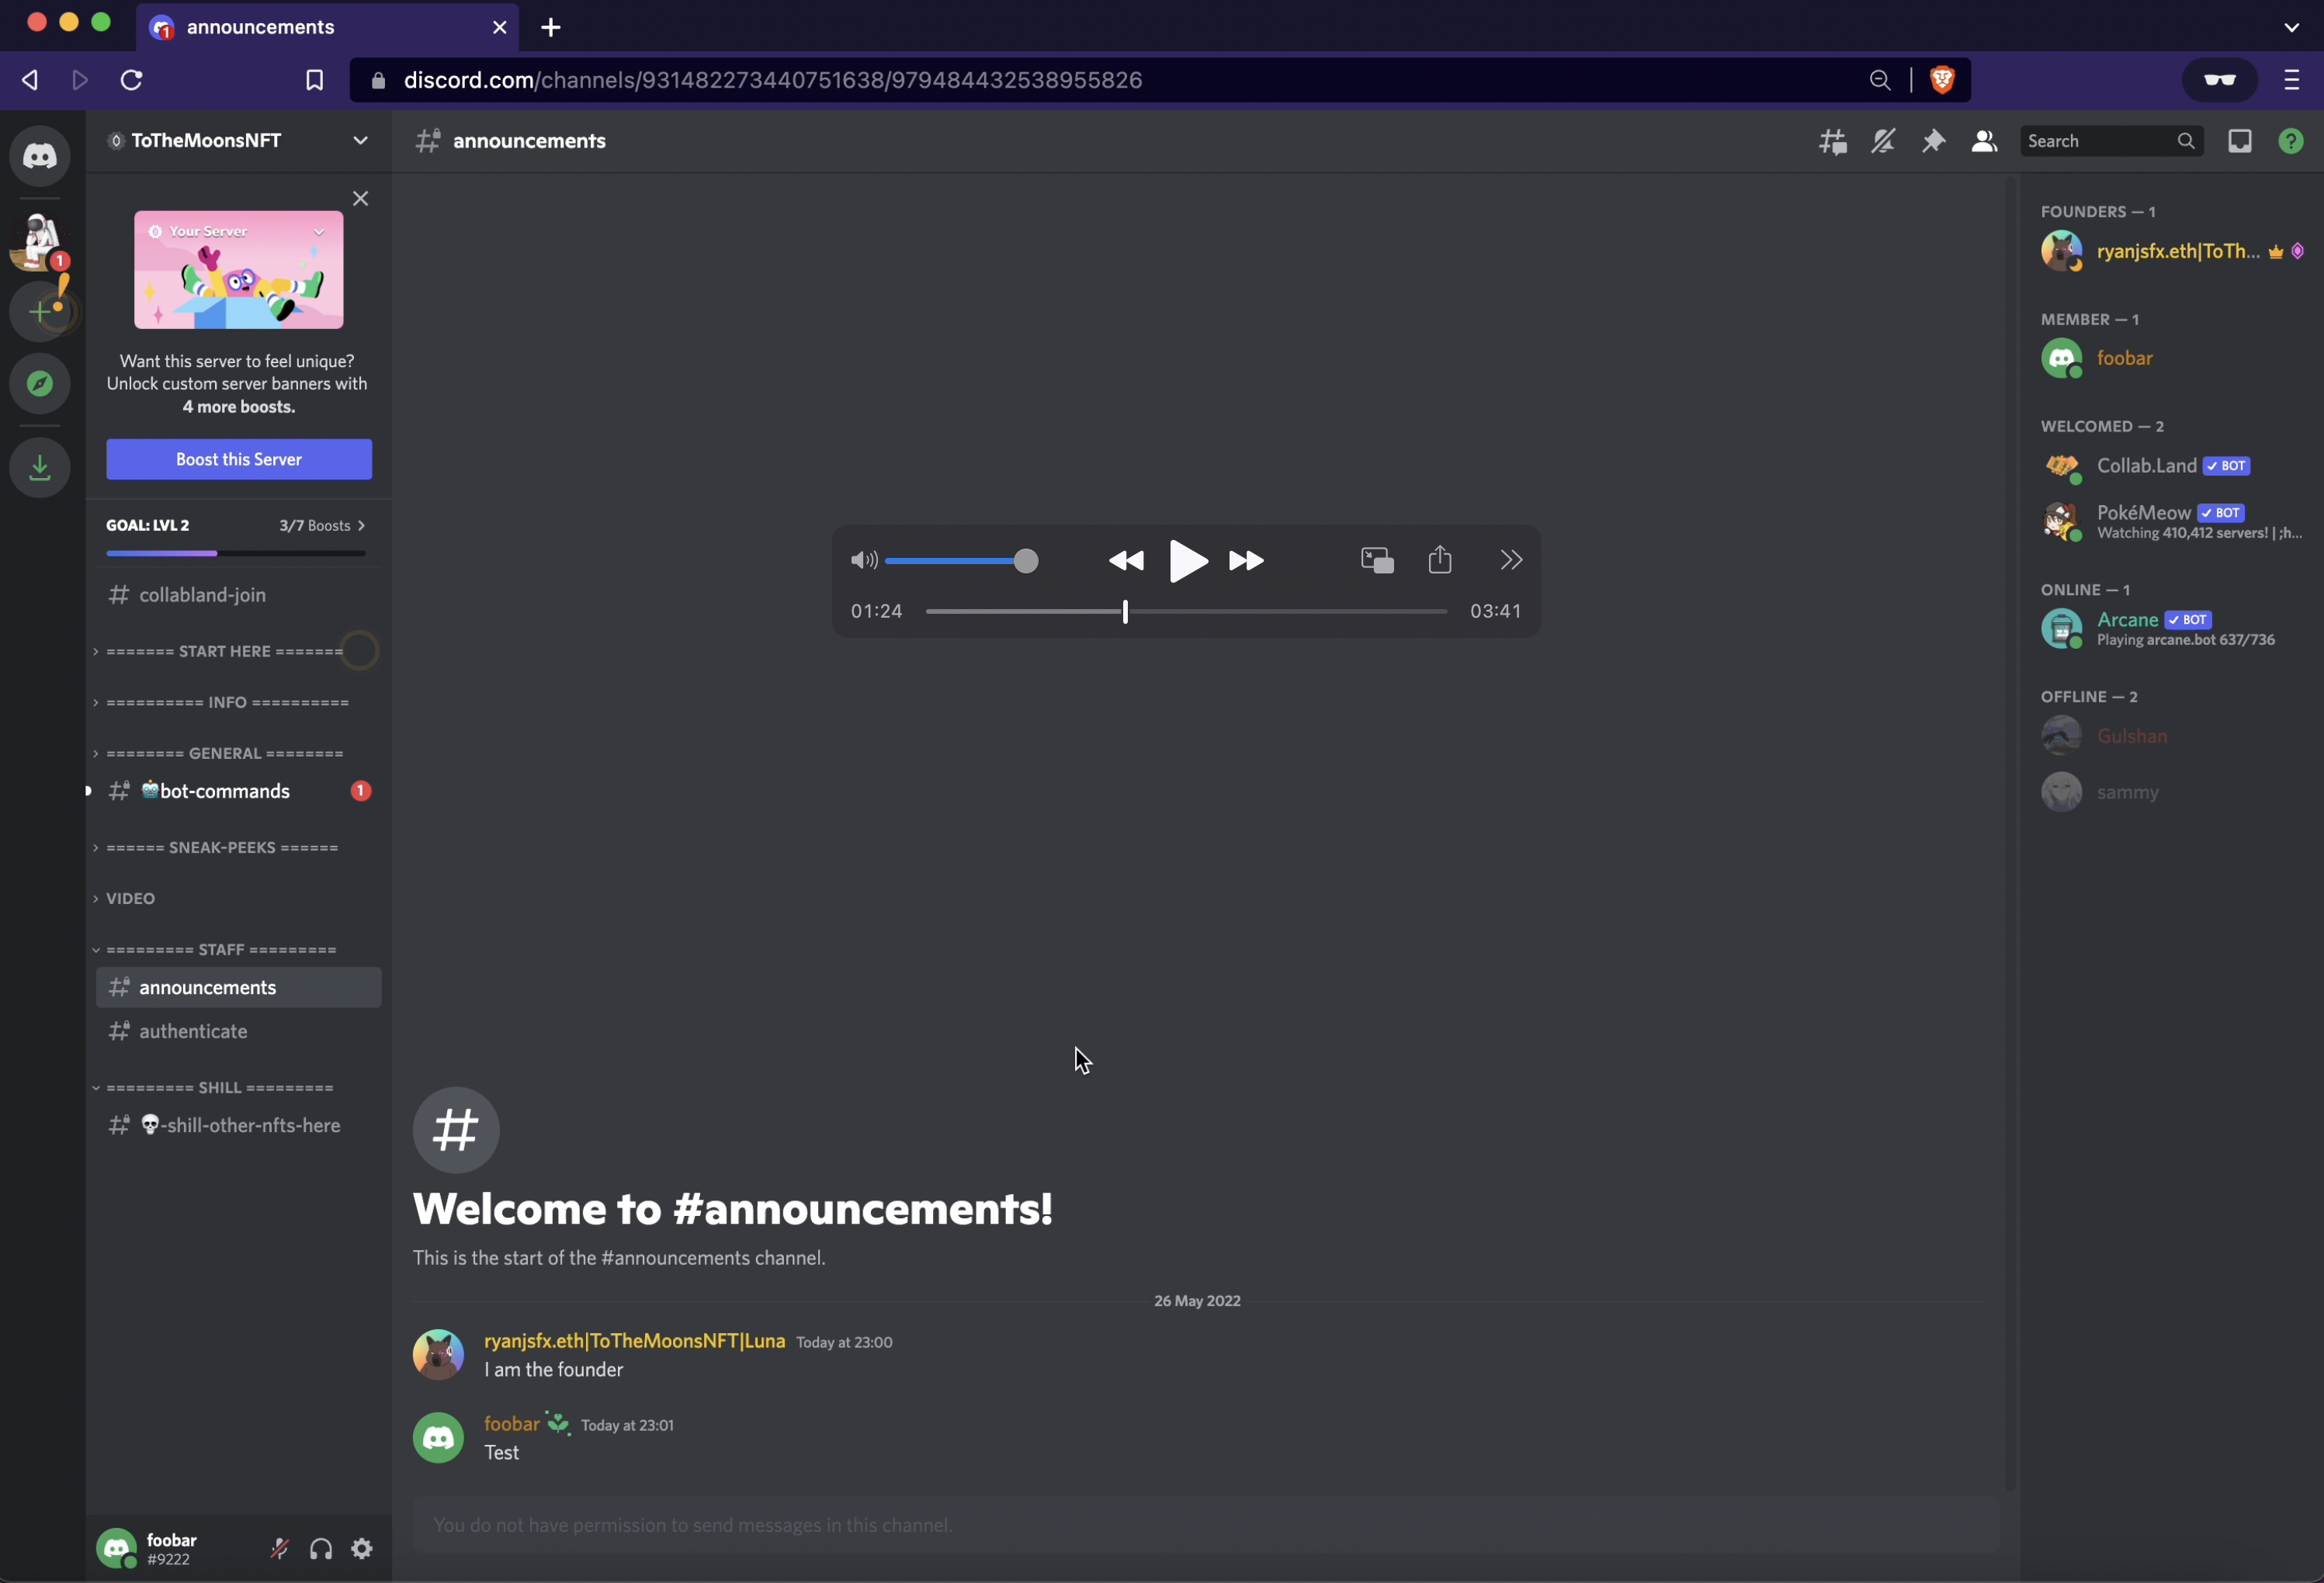 announcements
discord.com/channels/931482273440751638/979484432538955826
ToTheMoonsNFT
announcements
Search
Your Server
Want this server to feel unique?
Unlock custom server banners with
4 more boosts.
Boost this Server
GOAL: LVL 2 3/7 Boosts
collabland-join
======= START HERE =======
========== INFO ==========
======== GENERAL ========
bot-commands 1
====== SNEAK-PEEKS ======
VIDEO
========= STAFF =========
announcements
authenticate
========= SHILL =========
-shill-other-nfts-here
foobar
#9222
01:24 03:41
Welcome to #announcements!
This is the start of the #announcements channel.
26 May 2022
ryanjsfx.eth|ToTheMoonsNFT|Luna Today at 23:00
I am the founder
foobar Today at 23:01
Test
You do not have permission to send messages in this channel.
FOUNDERS — 1
ryanjsfx.eth|ToTh...
MEMBER — 1
foobar
WELCOMED — 2
Collab.Land BOT
PokéMeow BOT
Watching 410,412 servers! | ;h...
ONLINE — 1
Arcane BOT
Playing arcane.bot 637/736
OFFLINE — 2
Gulshan
sammy